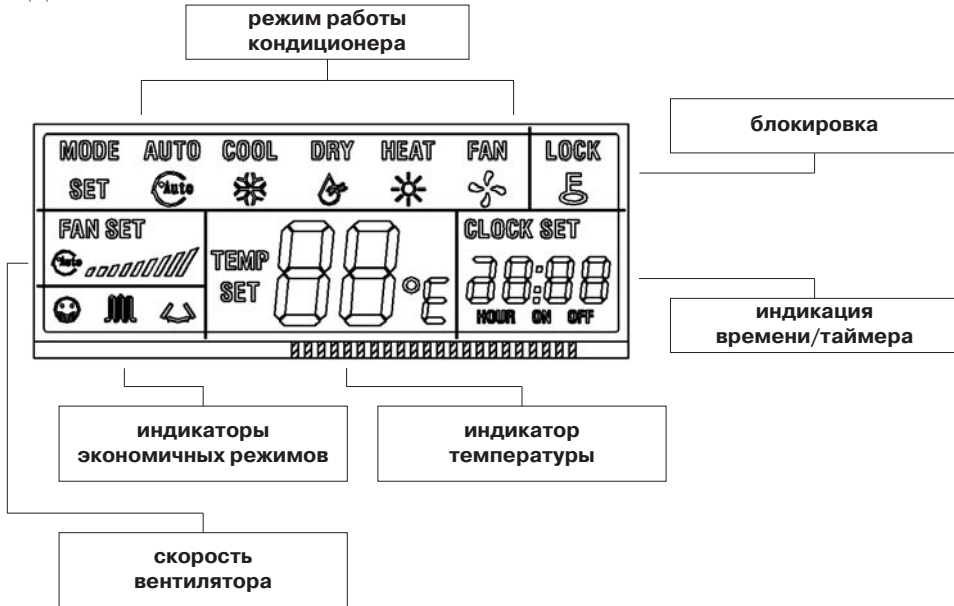 режим работы
кондиционера
блокировка
MODE AUTO COOL DRY HEAT FAN LOCK
SET Auto
FAN SET
Auto
TEMP
SET
88°E
CLOCK SET
28:88
HOUR ON OFF
индикация
времени/таймера
индикаторы
экономичных режимов
индикатор
температуры
скорость
вентилятора